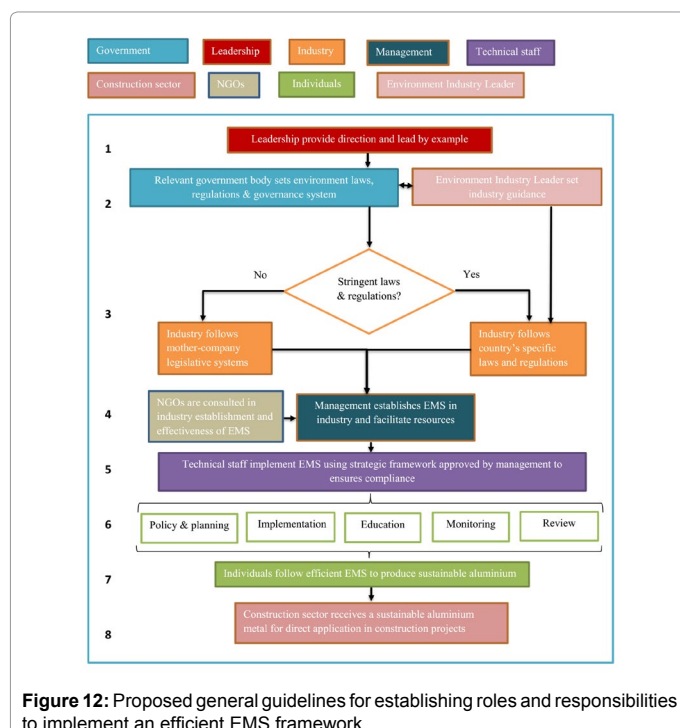 Government
Leadership
Industry
Management
Technical staff
Construction sector
NGOs
Individuals
Environment Industry Leader
1
Leadership provide direction and lead by example
2
Relevant government body sets environment laws,
regulations & governance system
Environment Industry Leader set
industry guidance
No
Yes
3
Stringent laws
& regulations?
Industry follows
mother-company
legislative systems
Industry follows
country's specific
laws and regulations
4
NGOs are consulted in
industry establishment and
effectiveness of EMS
Management establishes EMS in
industry and facilitate resources
5
Technical staff implement EMS using strategic framework approved by management to
ensures compliance
6
Policy & planning
Implementation
Education
Monitoring
Review
7
Individuals follow efficient EMS to produce sustainable aluminium
8
Construction sector receives a sustainable aluminium
metal for direct application in construction projects
Figure 12: Proposed general guidelines for establishing roles and responsibilities
to implement an efficient EMS framework